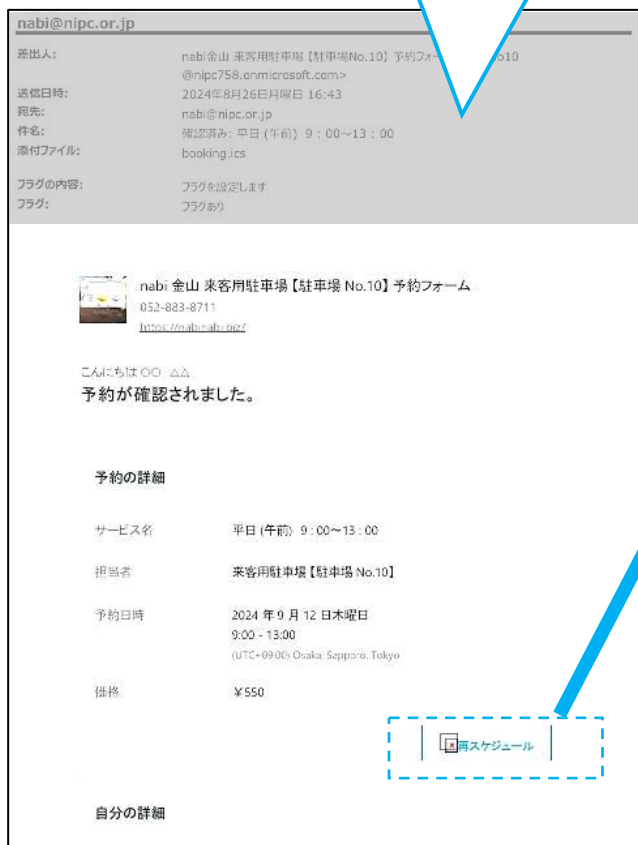 nabi@nipc.or.jp
差出人: nabi金山 来客用駐車場【駐車場No.10】予約フォー
@nipc758.onmicrosoft.com>
送信日時: 2024年8月26日月曜日 16:43
宛先: nabi@nipc.or.jp
件名: 確認済み: 平日 (午前) 9：00～13：00
添付ファイル: booking.ics
フラグの内容: フラグを設定します
フラグ: フラグあり
nabi 金山 来客用駐車場【駐車場 No.10】予約フォーム
052-883-8711
https://nabinabi.biz/
こんにちは 〇〇 △△
予約が確認されました。
予約の詳細
サービス名 平日 (午前) 9：00～13：00
担当者 来客用駐車場【駐車場 No.10】
予約日時 2024 年 9 月 12 日木曜日
9:00 - 13:00
(UTC+09:00) Osaka, Sapporo, Tokyo
価格 ￥550
再スケジュール
自分の詳細